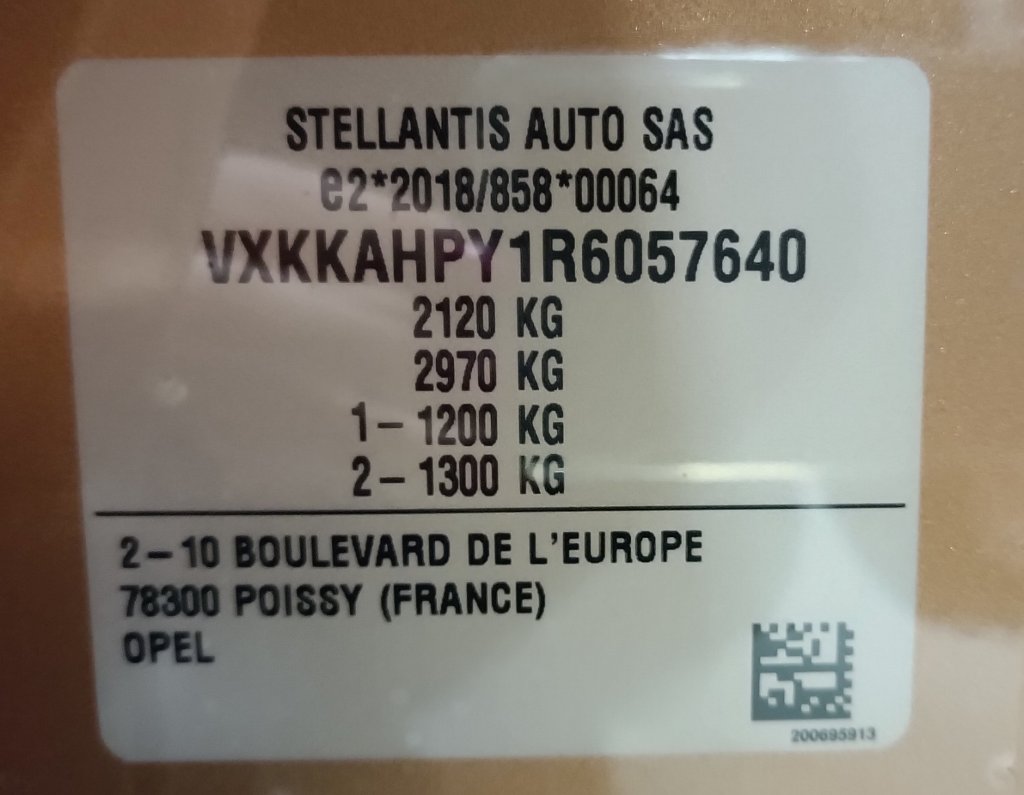 STELLANTIS AUTO SAS
e2*2018/858*00064
VXKKAHPY1R6057640
2120 KG
2970 KG
1 – 1200 KG
2 – 1300 KG
2 – 10 BOULEVARD DE L'EUROPE
78300 POISSY (FRANCE)
OPEL
200695913